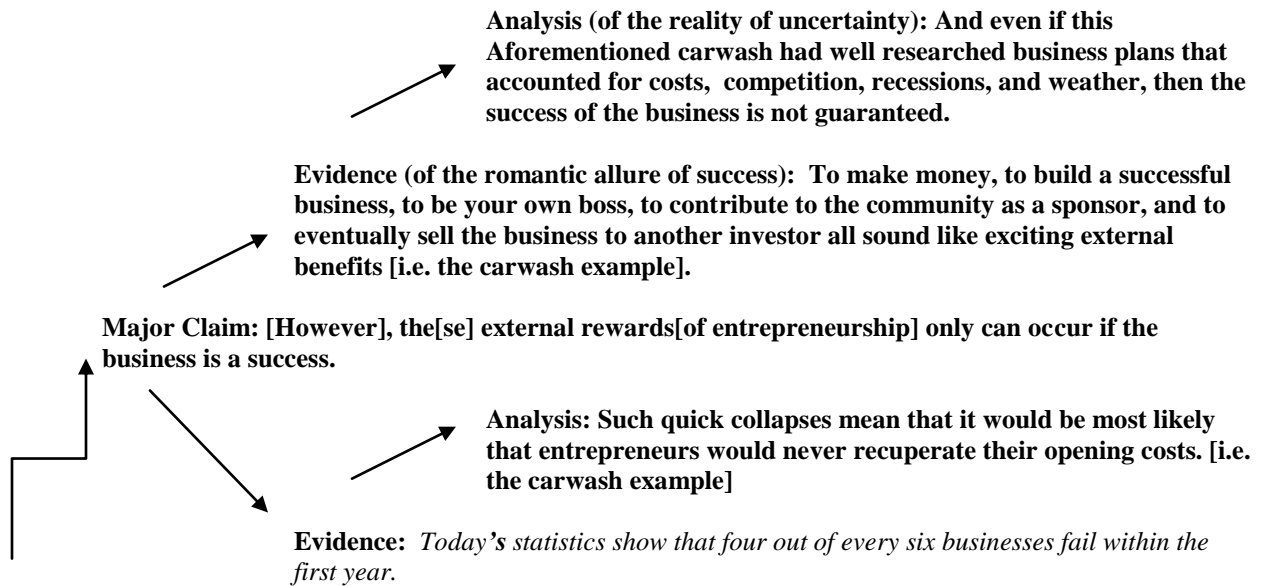 Analysis (of the reality of uncertainty): And even if this
Aforementioned carwash had well researched business plans that
accounted for costs,  competition, recessions, and weather, then the
success of the business is not guaranteed.
Evidence (of the romantic allure of success):  To make money, to build a successful
business, to be your own boss, to contribute to the community as a sponsor, and to
eventually sell the business to another investor all sound like exciting external
benefits [i.e. the carwash example].
Major Claim: [However], the[se] external rewards[of entrepreneurship] only can occur if the
business is a success.
Analysis: Such quick collapses mean that it would be most likely
that entrepreneurs would never recuperate their opening costs. [i.e.
the carwash example]
Evidence:  Today's statistics show that four out of every six businesses fail within the
first year.